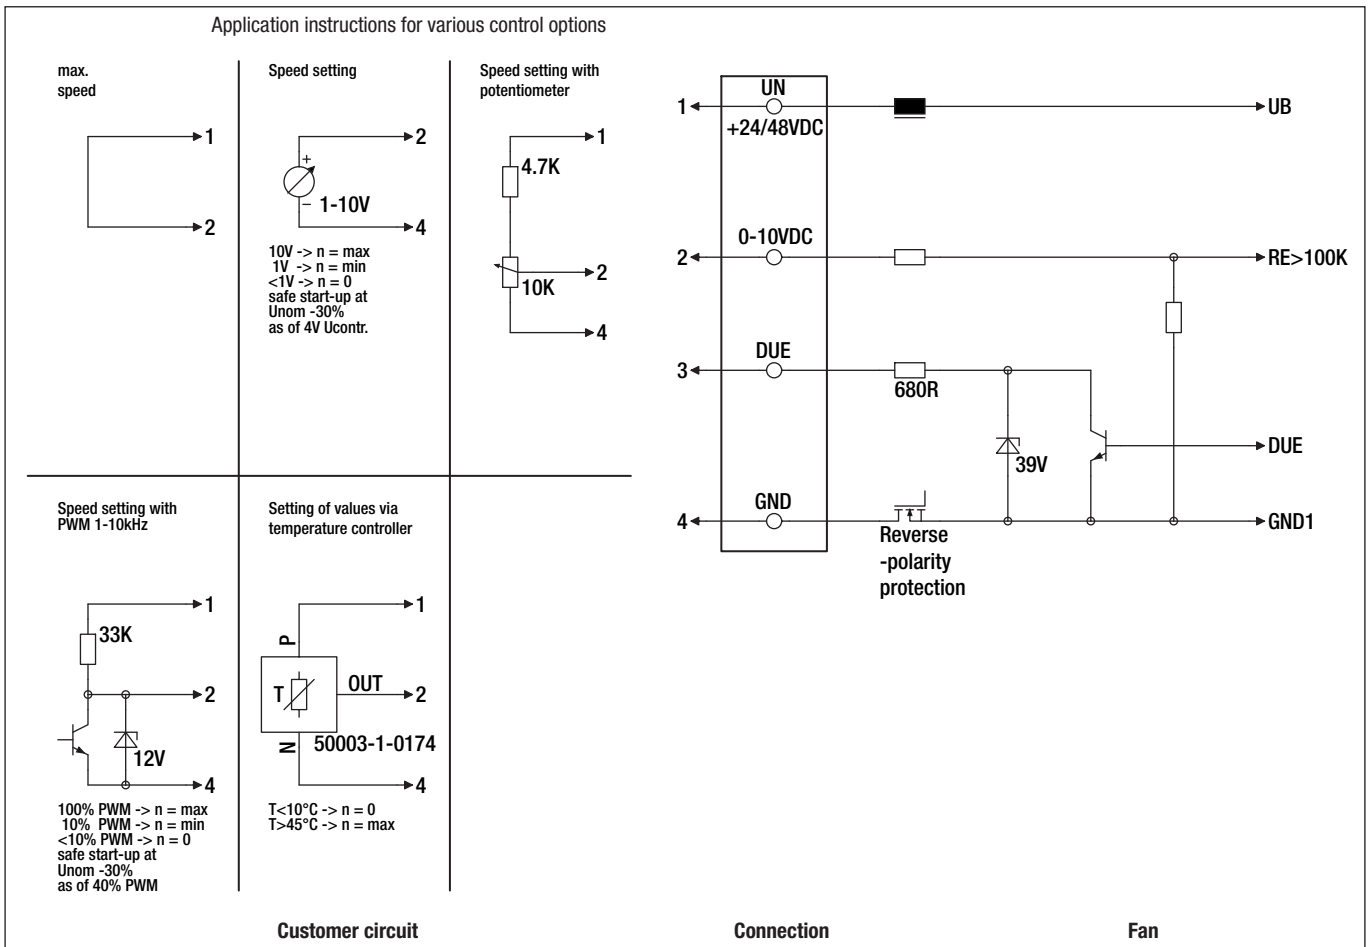 Application instructions for various control options
max.
speed
1
2
Speed setting
+
2
– 1-10V
4
10V -> n = max
1V -> n = min
<1V -> n = 0
safe start-up at
Unom -30%
as of 4V Ucontr.
Speed setting with
potentiometer
1
4.7K
2
10K
4
Speed setting with
PWM 1-10kHz
1
33K
2
12V
4
100% PWM -> n = max
10% PWM -> n = min
<10% PWM -> n = 0
safe start-up at
Unom -30%
as of 40% PWM
Setting of values via
temperature controller
1
P
T
OUT
2
N
50003-1-0174
4
T<10°C -> n = 0
T>45°C -> n = max
1
UN
+24/48VDC
UB
0-10VDC
2
RE>100K
DUE
3
680R
39V
DUE
GND
4
GND1
Reverse
-polarity
protection
Customer circuit
Connection
Fan